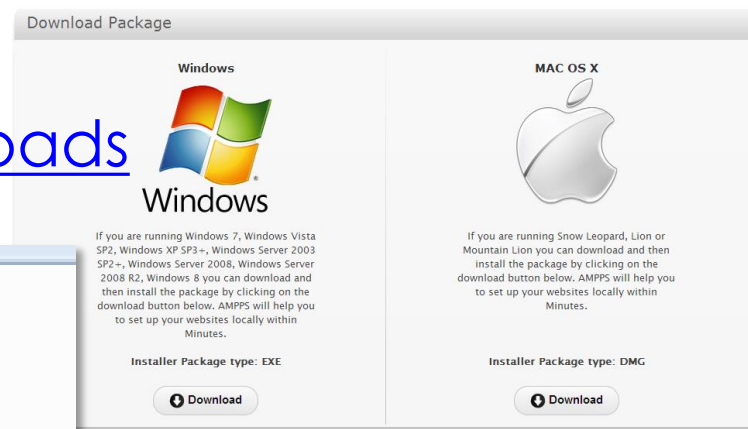 Download Package
Windows
Windows
If you are running Windows 7, Windows Vista
SP2, Windows XP SP3+, Windows Server 2003
SP2+, Windows Server 2008, Windows Server
2008 R2, Windows 8 you can download and
then install the package by clicking on the
download button below. AMPPS will help you
to set up your websites locally within
Minutes.
Installer Package type: EXE
Download
MAC OS X
If you are running Snow Leopard, Lion or
Mountain Lion you can download and then
install the package by clicking on the
download button below. AMPPS will help you
to set up your websites locally within
Minutes.
Installer Package type: DMG
Download